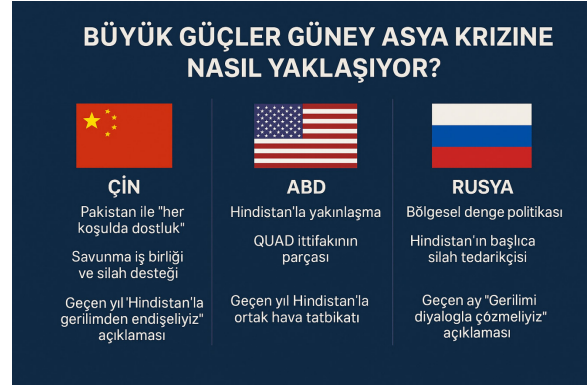 BÜYÜK GÜÇLER GÜNEY ASYA KRIZINE
NASIL YAKLAŞIYOR?
ÇİN
Pakistan ile "her
koşulda dostluk"
Savunma iş birliği
ve silah desteği
Geçen yıl 'Hindistan'la
gerilimden endişeliyiz"
açıklaması
ABD
Hindistan'la yakınlaşma
QUAD ittifakının
parçası
Geçen yıl Hindistan'la
ortak hava tatbikatı
RUSYA
Bölgesel denge politikası
Hindistan'ın başlıca
silah tedarikçisi
Geçen ay "Gerilimi
diyalogla çözmeliyiz"
açıklaması